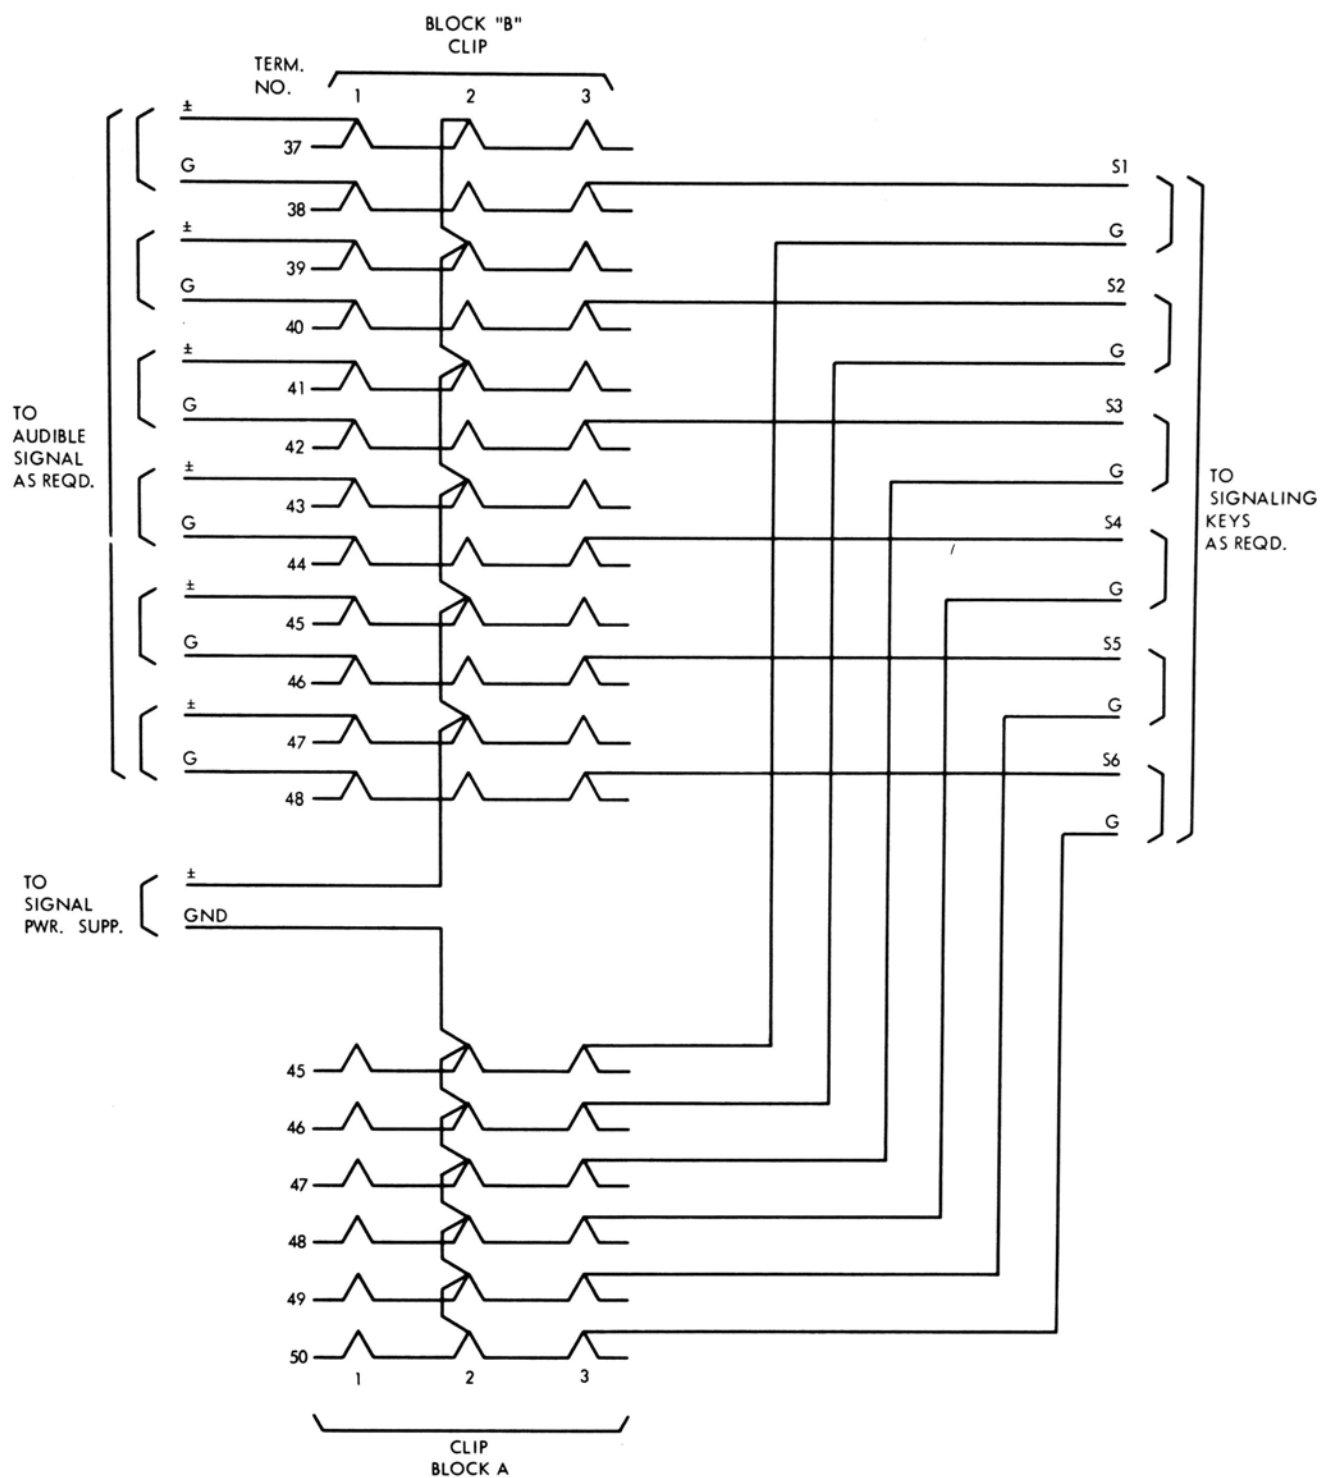 BLOCK "B"
CLIP
TERM.
NO.
1 2 3
±
37
G S1
38
± G
39
G S2
40
± G
41
G S3
42
± G
43
G S4
44
± G
45
G S5
46
± G
47
G S6
48
G
TO
AUDIBLE
SIGNAL
AS REQD.
TO
SIGNALING
KEYS
AS REQD.
TO
SIGNAL
PWR. SUPP.
±
GND
45
46
47
48
49
50
1 2 3
CLIP
BLOCK A